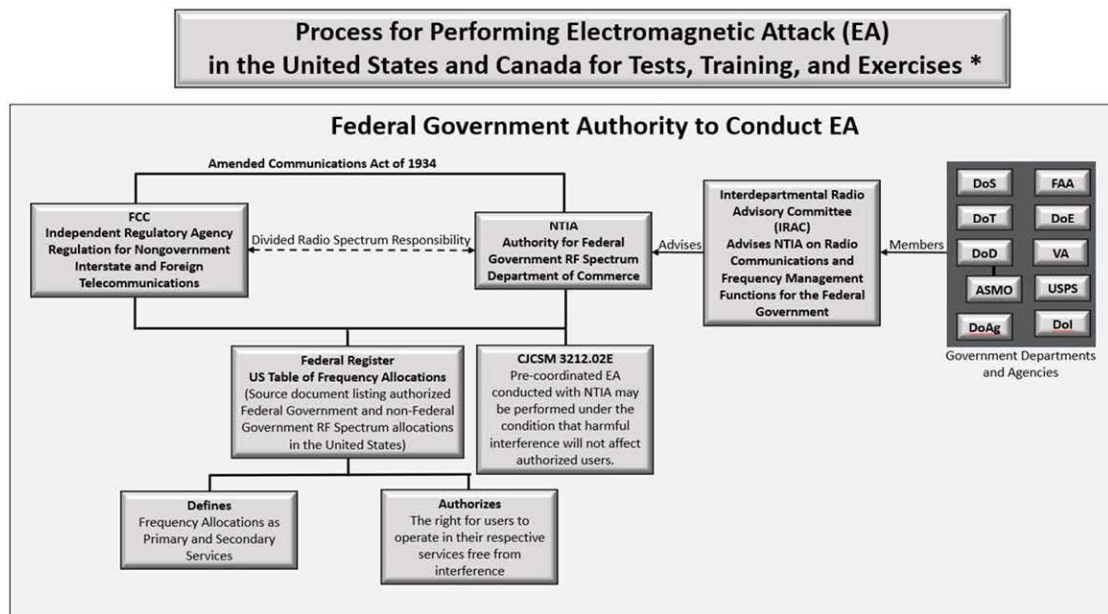 Process for Performing Electromagnetic Attack (EA)
in the United States and Canada for Tests, Training, and Exercises *
Federal Government Authority to Conduct EA
Amended Communications Act of 1934
FCC
Independent Regulatory Agency
Regulation for Nongovernment
Interstate and Foreign
Telecommunications
Divided Radio Spectrum Responsibility
NTIA
Authority for Federal
Government RF Spectrum
Department of Commerce
Advises
Interdepartmental Radio
Advisory Committee
(IRAC)
Advises NTIA on Radio
Communications and
Frequency Management
Functions for the Federal
Government
Members
DoS
FAA
DoT
DoE
DoD
VA
ASMO
USPS
DoAg
DoI
Government Departments
and Agencies
Federal Register
US Table of Frequency Allocations
(Source document listing authorized
Federal Government and non-Federal
Government RF Spectrum allocations
in the United States)
CJCSM 3212.02E
Pre-coordinated EA
conducted with NTIA may
be performed under the
condition that harmful
interference will not affect
authorized users.
Defines
Frequency Allocations as
Primary and Secondary
Services
Authorizes
The right for users to
operate in their respective
services free from
interference